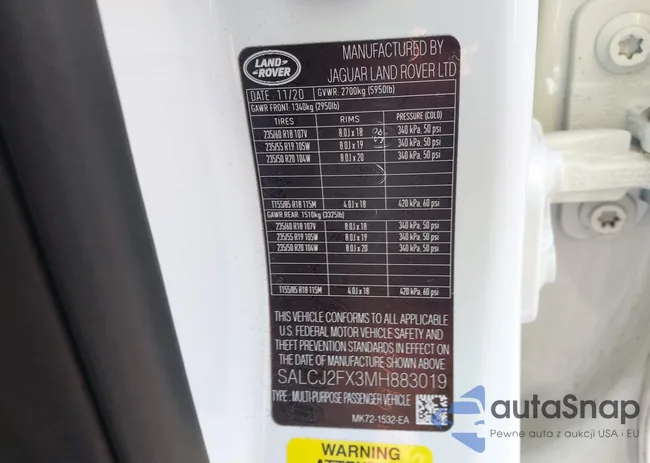 LAND-
ROVER
MANUFACTURED BY
JAGUAR LAND ROVER LTD
DATE : 11/20 GVWR: 2700kg (5950lb)
GAWR FRONT: 1340kg (2950lb)
TIRES RIMS PRESSURE (COLD)
235/60 R18 107V 8.0J x 18 340 kPa, 50 psi
235/55 R19 105W 8.0J x 19 340 kPa, 50 psi
235/50 R20 104W 8.0J x 20 340 kPa, 50 psi
T155/85 R18 115M 4.0J x 18 420 kPa, 60 psi
GAWR REAR: 1510kg (3325lb)
235/60 R18 107V 8.0J x 18 340 kPa, 50 psi
235/55 R19 105W 8.0J x 19 340 kPa, 50 psi
235/50 R20 104W 8.0J x 20 340 kPa, 50 psi
T155/85 R18 115M 4.0J x 18 420 kPa, 60 psi
THIS VEHICLE CONFORMS TO ALL APPLICABLE
U.S. FEDERAL MOTOR VEHICLE SAFETY AND
THEFT PREVENTION STANDARDS IN EFFECT ON
THE DATE OF MANUFACTURE SHOWN ABOVE
SALCJ2FX3MH883019
TYPE : MULTI-PURPOSE PASSENGER VEHICLE
MK72-1532-EA
WARNING
autaSnap
Pewne auta z aukcji USA i EU